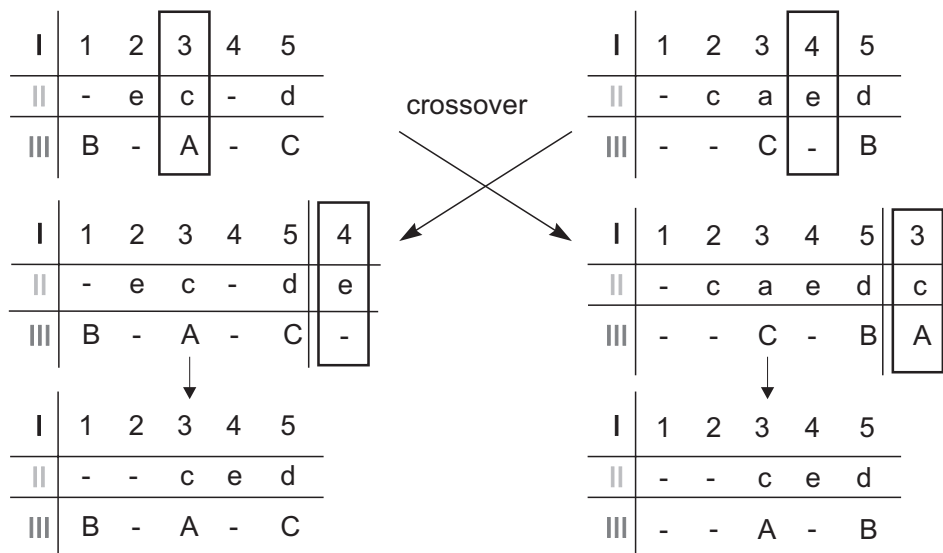 I 1 2 3 4 5
II - e c - d
III B - A - C
crossover
I 1 2 3 4 5
II - c a e d
III - - C - B
I 1 2 3 4 5 4
II - e c - d e
III B - A - C -
I 1 2 3 4 5 3
II - c a e d c
III - - C - B A
I 1 2 3 4 5
II - - c e d
III B - A - C
I 1 2 3 4 5
II - - c e d
III - - A - B